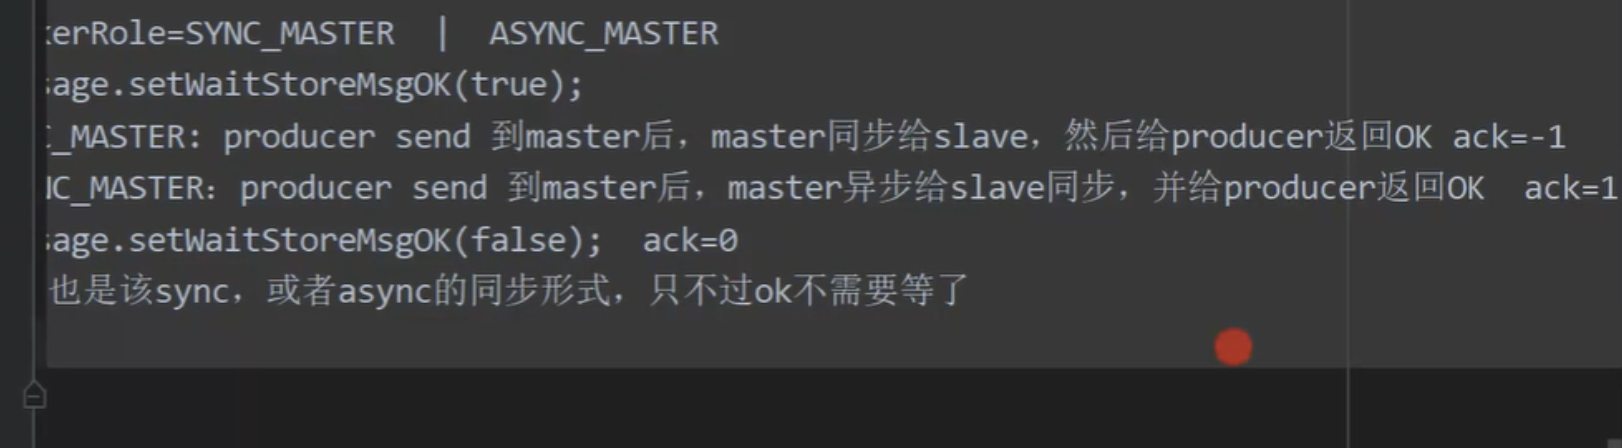 kerRole=SYNC_MASTER | ASYNC_MASTER
sage.setWaitStoreMsgOK(true);
C_MASTER: producer send 到master后，master同步给slave，然后给producer返回OK ack=-1
NC_MASTER：producer send 到master后，master异步给slave同步，并给producer返回OK ack=1
sage.setWaitStoreMsgOK(false); ack=0
也是该sync，或者async的同步形式，只不过ok不需要等了